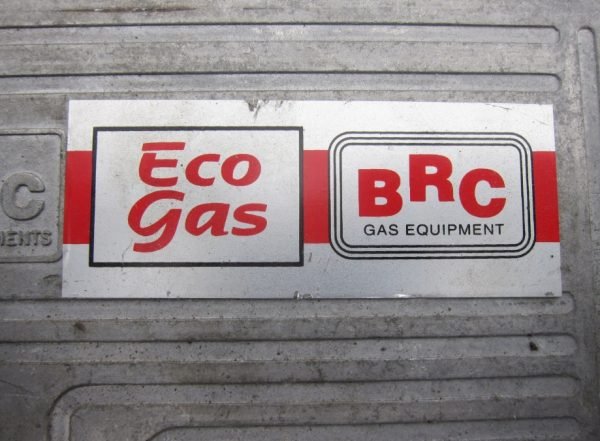 Eco
Gas
BRC
GAS EQUIPMENT
C